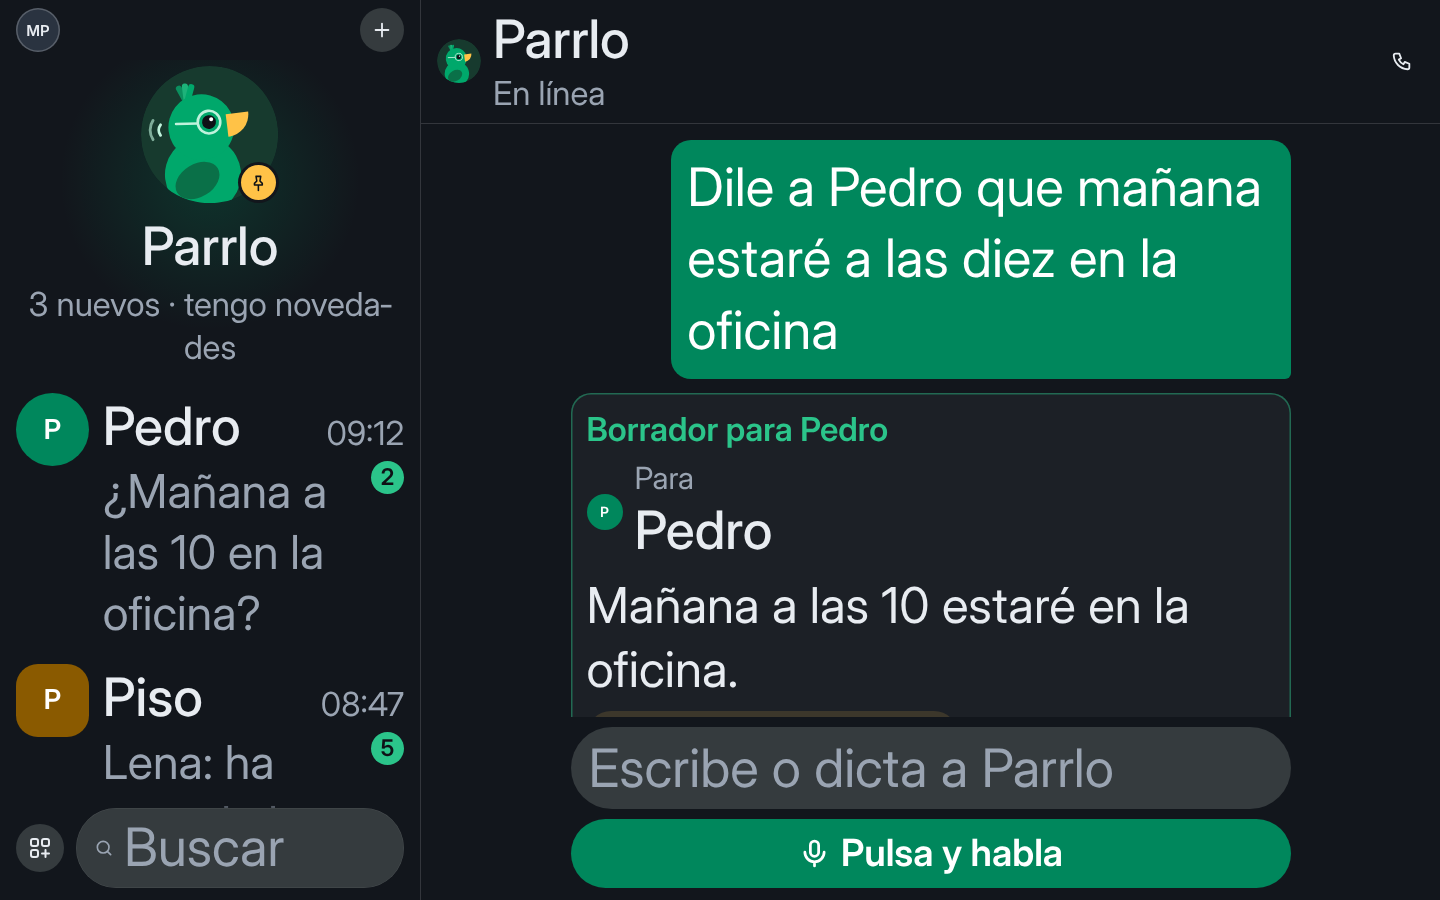 MP
Parrlo
3 nuevos · tengo noveda-
des
P
Pedro
09:12
¿Mañana a
las 10 en la
oficina?
2
P
Piso
08:47
Lena: ha
5
Buscar
Parrlo
En línea
Dile a Pedro que mañana
estaré a las diez en la
oficina
Borrador para Pedro
Para
P
Pedro
Mañana a las 10 estaré en la
oficina.
Escribe o dicta a Parrlo
Pulsa y habla